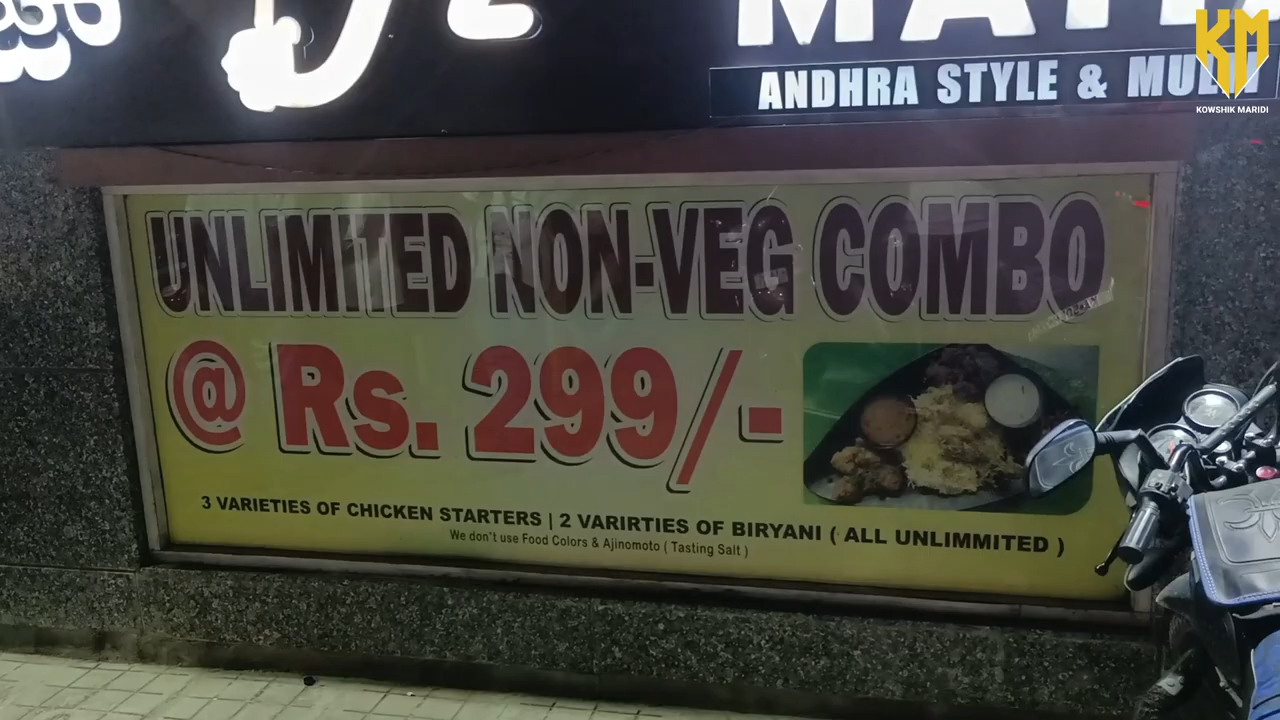 ANDHRA STYLE &
KM
KOWSHIK MARIDI
UNLIMITED NON-VEG COMBO
@ Rs. 299/-
3 VARIETIES OF CHICKEN STARTERS | 2 VARIRTIES OF BIRYANI ( ALL UNLIMMITED )
We don't use Food Colors & Ajinomoto ( Tasting Salt )